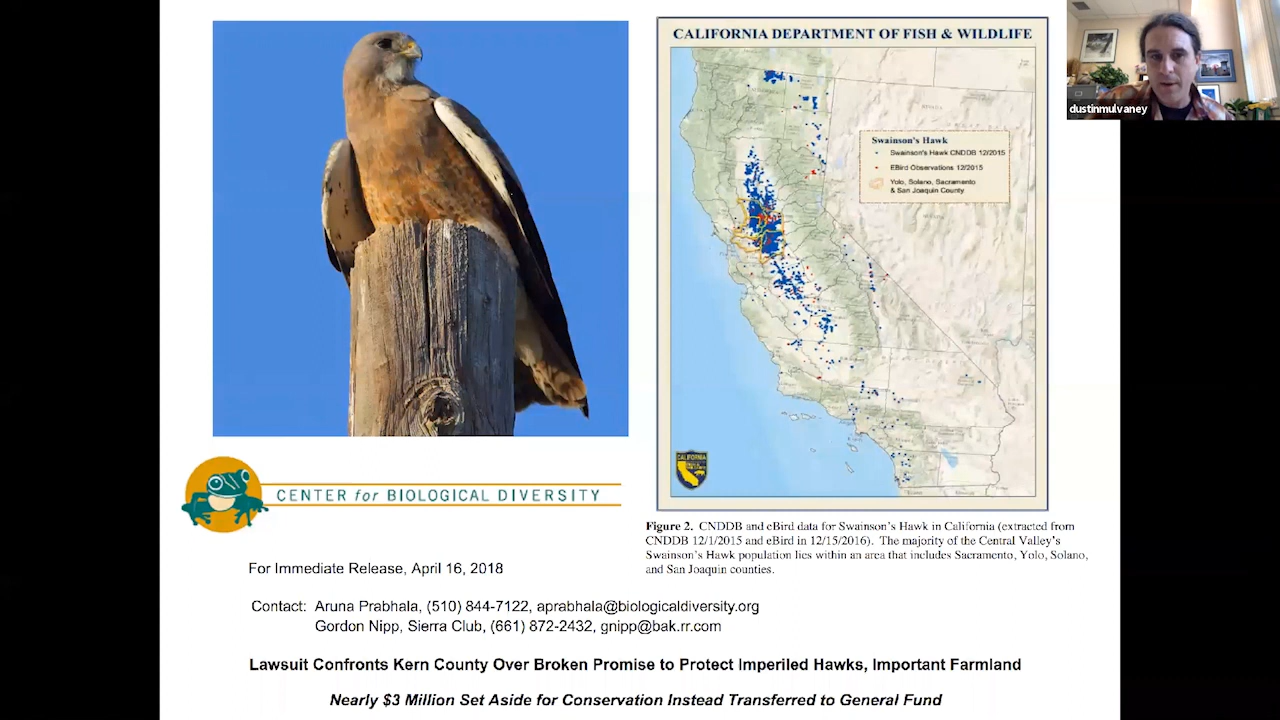 CALIFORNIA DEPARTMENT OF FISH & WILDLIFE
Swainson's Hawk
Swainson's Hawk CNDDB 12/2015
EBird Observations 12/2015
Yolo, Solano, Sacramento
& San Joaquin County
CALIFORNIA
dustinmulvaney
CENTER for BIOLOGICAL DIVERSITY
Figure 2. CNDDB and eBird data for Swainson's Hawk in California (extracted from
CNDDB 12/1/2015 and eBird in 12/15/2016). The majority of the Central Valley's
Swainson's Hawk population lies within an area that includes Sacramento, Yolo, Solano,
and San Joaquin counties.
For Immediate Release, April 16, 2018
Contact: Aruna Prabhala, (510) 844-7122, aprabhala@biologicaldiversity.org
Gordon Nipp, Sierra Club, (661) 872-2432, gnipp@bak.rr.com
Lawsuit Confronts Kern County Over Broken Promise to Protect Imperiled Hawks, Important Farmland
Nearly $3 Million Set Aside for Conservation Instead Transferred to General Fund